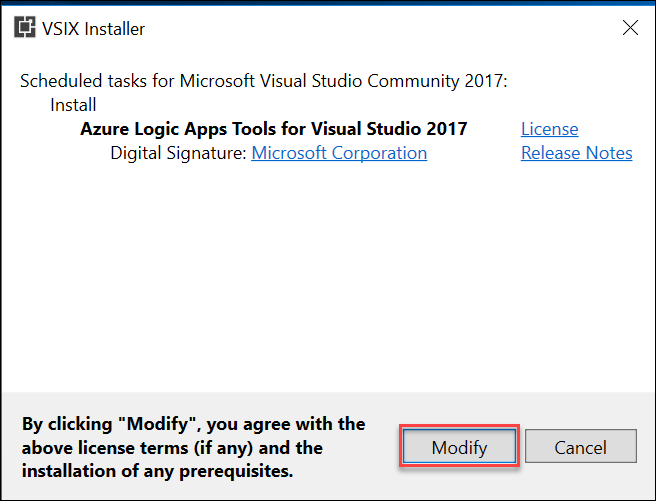 VSIX Installer
Scheduled tasks for Microsoft Visual Studio Community 2017:
Install
Azure Logic Apps Tools for Visual Studio 2017 License
Digital Signature: Microsoft Corporation Release Notes
By clicking "Modify", you agree with the
above license terms (if any) and the
installation of any prerequisites.
Modify Cancel